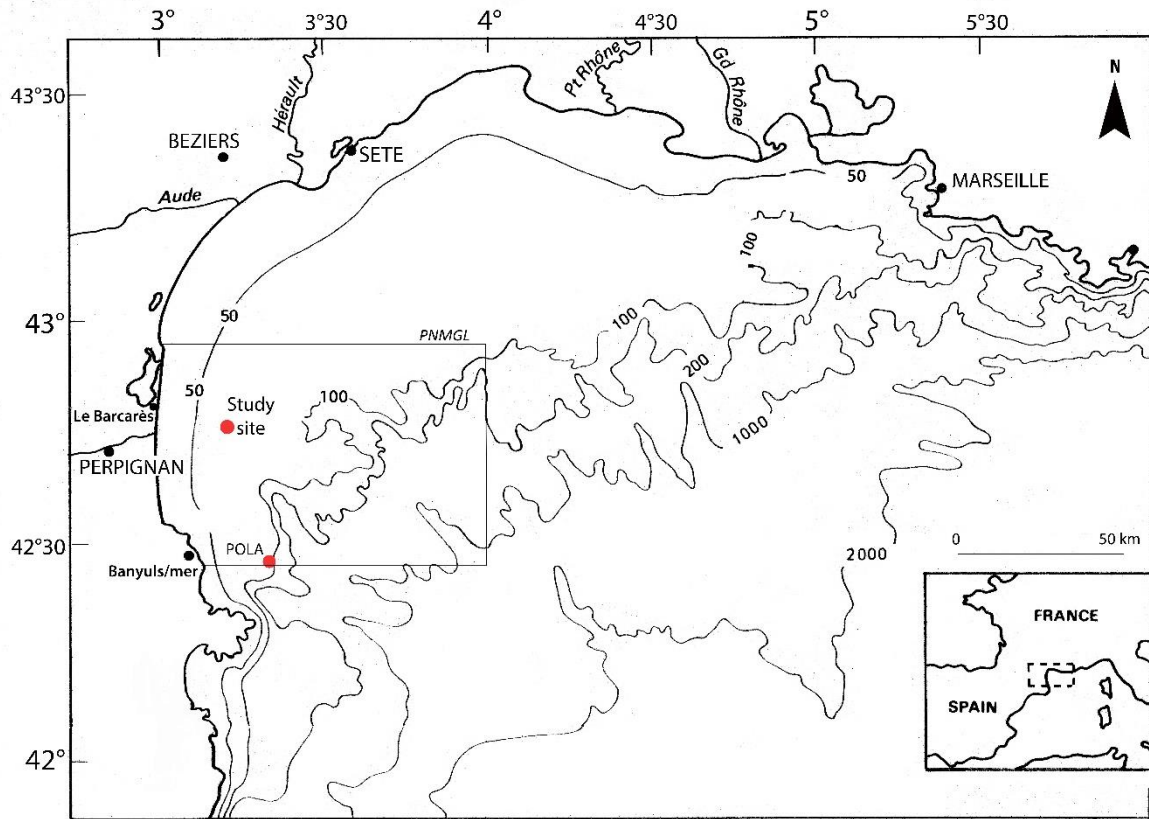 3°
3°30
4°
4°30
5°
5°30
43°30
43°
42°30
42°
N
Hérault
Pt Rhône
Gd Rhône
BEZIERS
SETE
MARSEILLE
Aude
50
50
50
100
100
100
200
1000
2000
PNMGL
Le Barcarès
Study
site
PERPIGNAN
POLA
Banyuls/mer
0
50 km
FRANCE
SPAIN